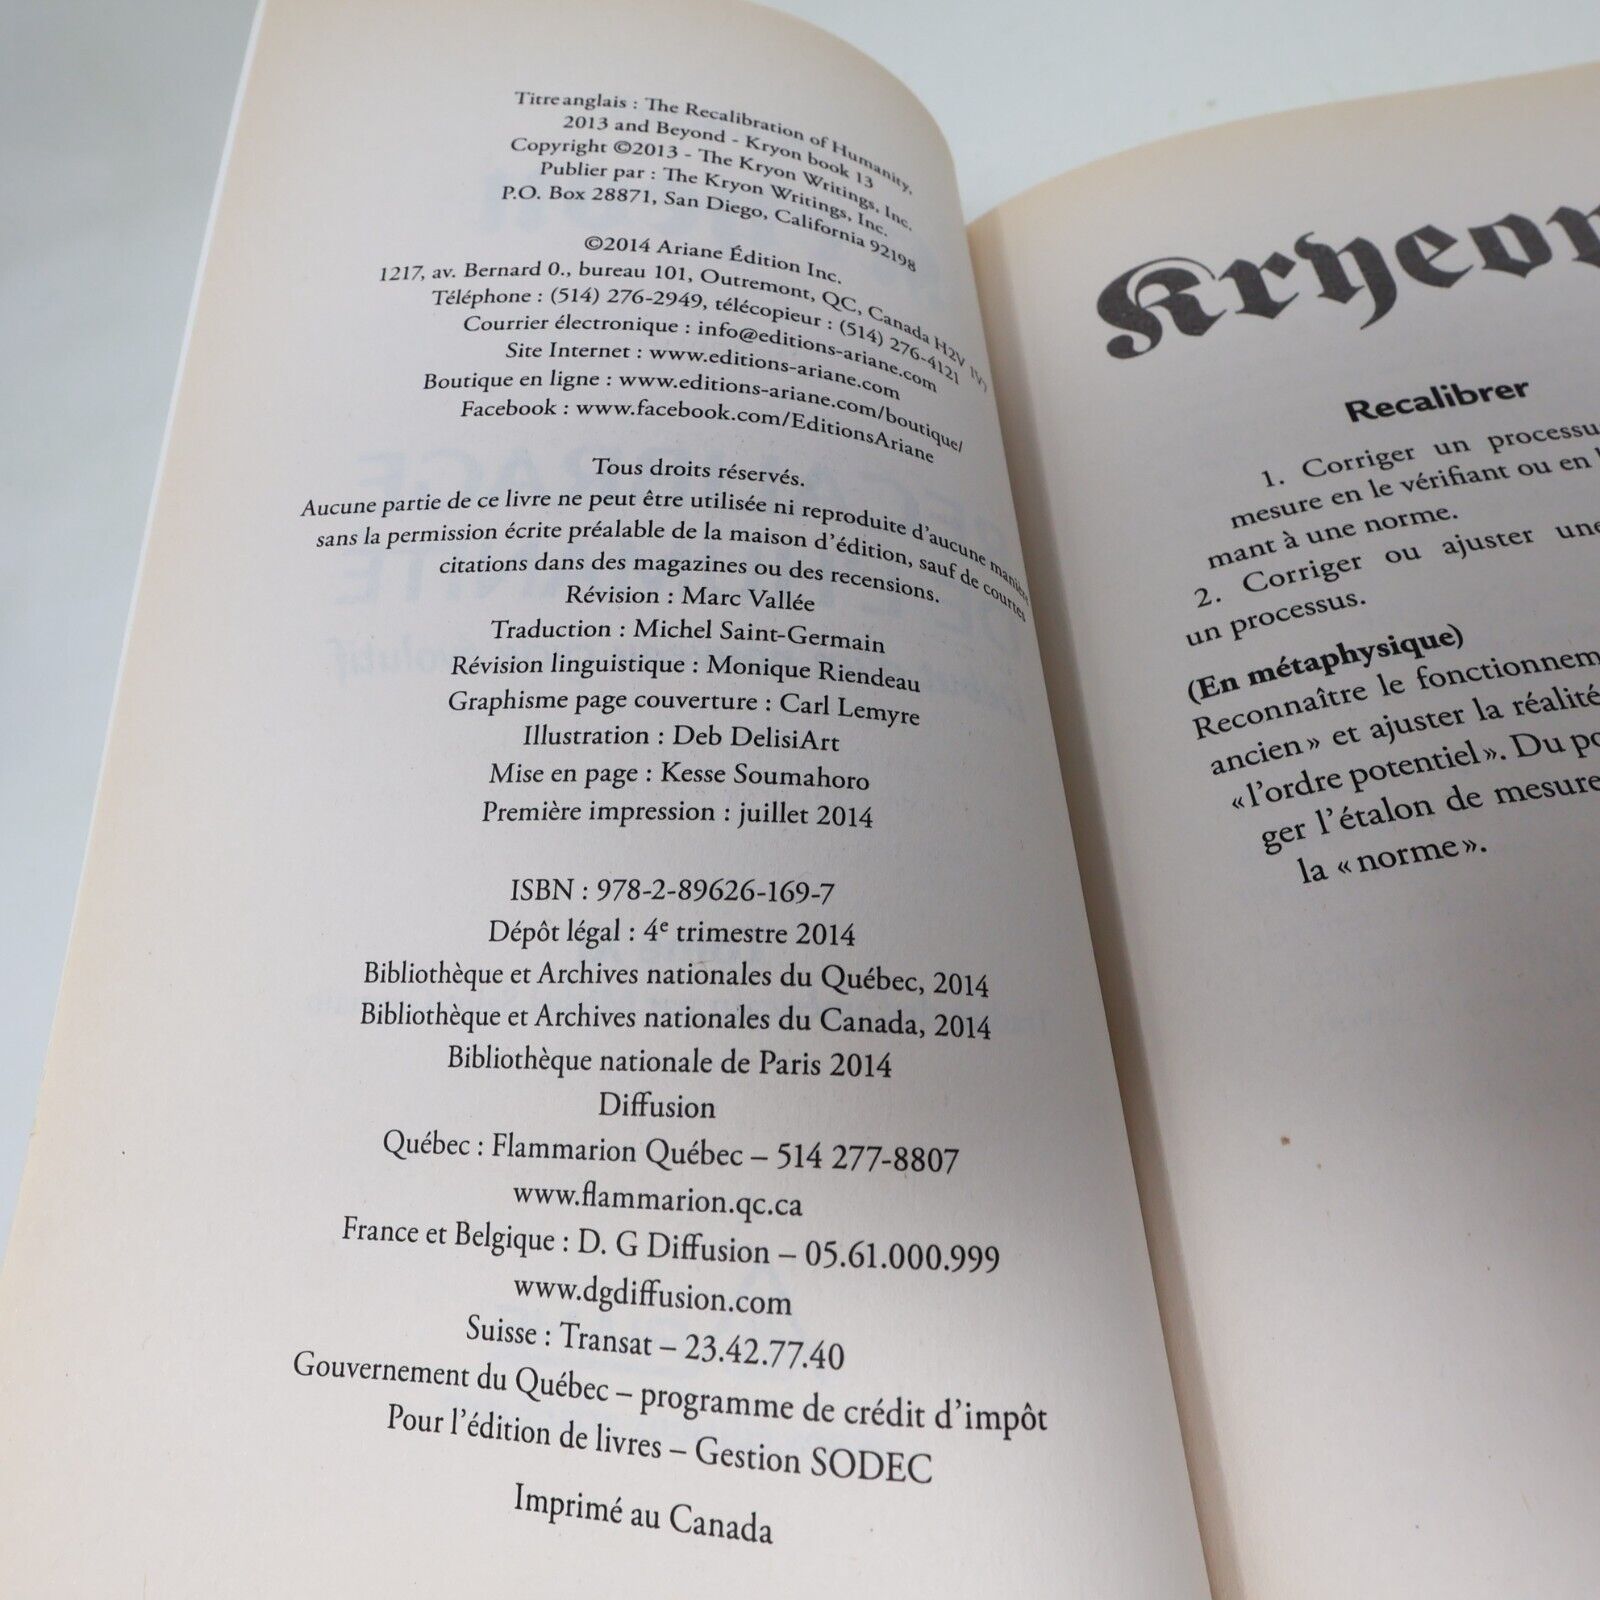 Titre anglais : The Recalibration of Humanity,
2013 and Beyond - Kryon book 13
Copyright ©2013 - The Kryon Writings, Inc.
Publier par : The Kryon Writings, Inc.
P.O. Box 28871, San Diego, California 92198
©2014 Ariane Édition Inc.
1217, av. Bernard O., bureau 101, Outremont, QC, Canada H2V 1V7
Téléphone : (514) 276-2949, télécopieur : (514) 276-4121
Courrier électronique : info@editions-ariane.com
Site Internet : www.editions-ariane.com
Boutique en ligne : www.editions-ariane.com/boutique/
Facebook : www.facebook.com/EditionsAriane
Tous droits réservés.
Aucune partie de ce livre ne peut être utilisée ni reproduite d'aucune manière
sans la permission écrite préalable de la maison d'édition, sauf de courtes
citations dans des magazines ou des recensions.
Révision : Marc Vallée
Traduction : Michel Saint-Germain
Révision linguistique : Monique Riendeau
Graphisme page couverture : Carl Lemyre
Illustration : Deb DelisiArt
Mise en page : Kesse Soumahoro
Première impression : juillet 2014
ISBN : 978-2-89626-169-7
Dépôt légal : 4e trimestre 2014
Bibliothèque et Archives nationales du Québec, 2014
Bibliothèque et Archives nationales du Canada, 2014
Bibliothèque nationale de Paris 2014
Diffusion
Québec : Flammarion Québec – 514 277-8807
www.flammarion.qc.ca
France et Belgique : D. G Diffusion – 05.61.000.999
www.dgdiffusion.com
Suisse : Transat – 23.42.77.40
Gouvernement du Québec – programme de crédit d'impôt
Pour l'édition de livres – Gestion SODEC
Imprimé au Canada
Kryeon
Recalibrer
1. Corriger un processu
mesure en le vérifiant ou en l
mant à une norme.
2. Corriger ou ajuster une
un processus.
(En métaphysique)
Reconnaître le fonctionnem
ancien» et ajuster la réalité
«l'ordre potentiel». Du po
ger l'étalon de mesure
la «norme».